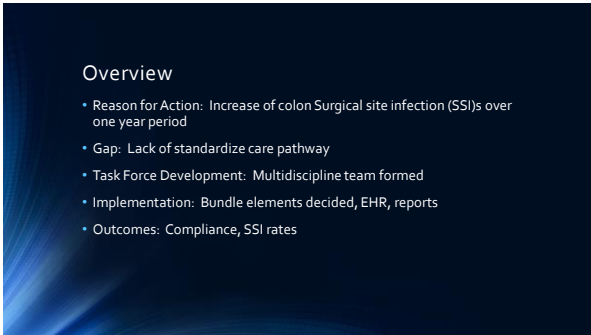 Overview
• Reason for Action: Increase of colon Surgical site infection (SSI)s over
one year period
• Gap: Lack of standardize care pathway
• Task Force Development: Multidiscipline team formed
• Implementation: Bundle elements decided, EHR, reports
• Outcomes: Compliance, SSI rates